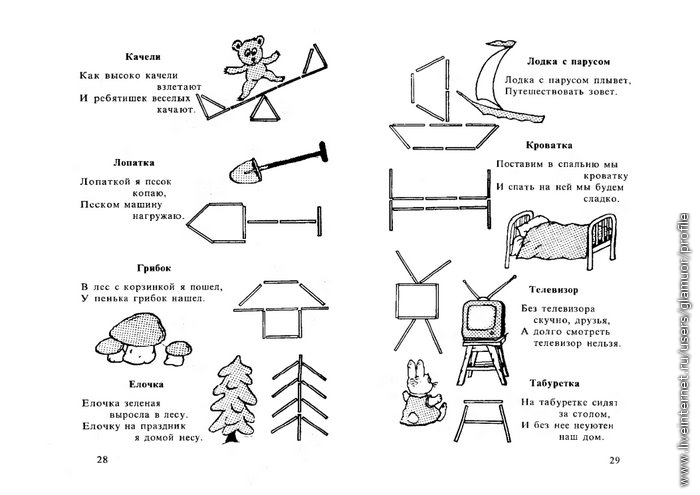 Качели
Как высоко качели
взлетают
И ребятишек веселых
качают.
Лопатка
Лопаткой я песок
копаю,
Песком машину
нагружаю.
Грибок
В лес с корзинкой я пошел,
У пенька грибок нашел.
Елочка
Елочка зеленая
выросла в лесу.
Елочку на праздник
я домой несу.
28
Лодка с парусом
Лодка с парусом плывет,
Путешествовать зовет.
Кроватка
Поставим в спальню мы
кроватку
И спать на ней мы будем
сладко.
Телевизор
Без телевизора
скучно, друзья,
А долго смотреть
телевизор нельзя.
Табуретка
На табуретке сидят
за столом,
И без нее неуютен
наш дом.
29
www.liveinternet.ru/users/glamuor/profile